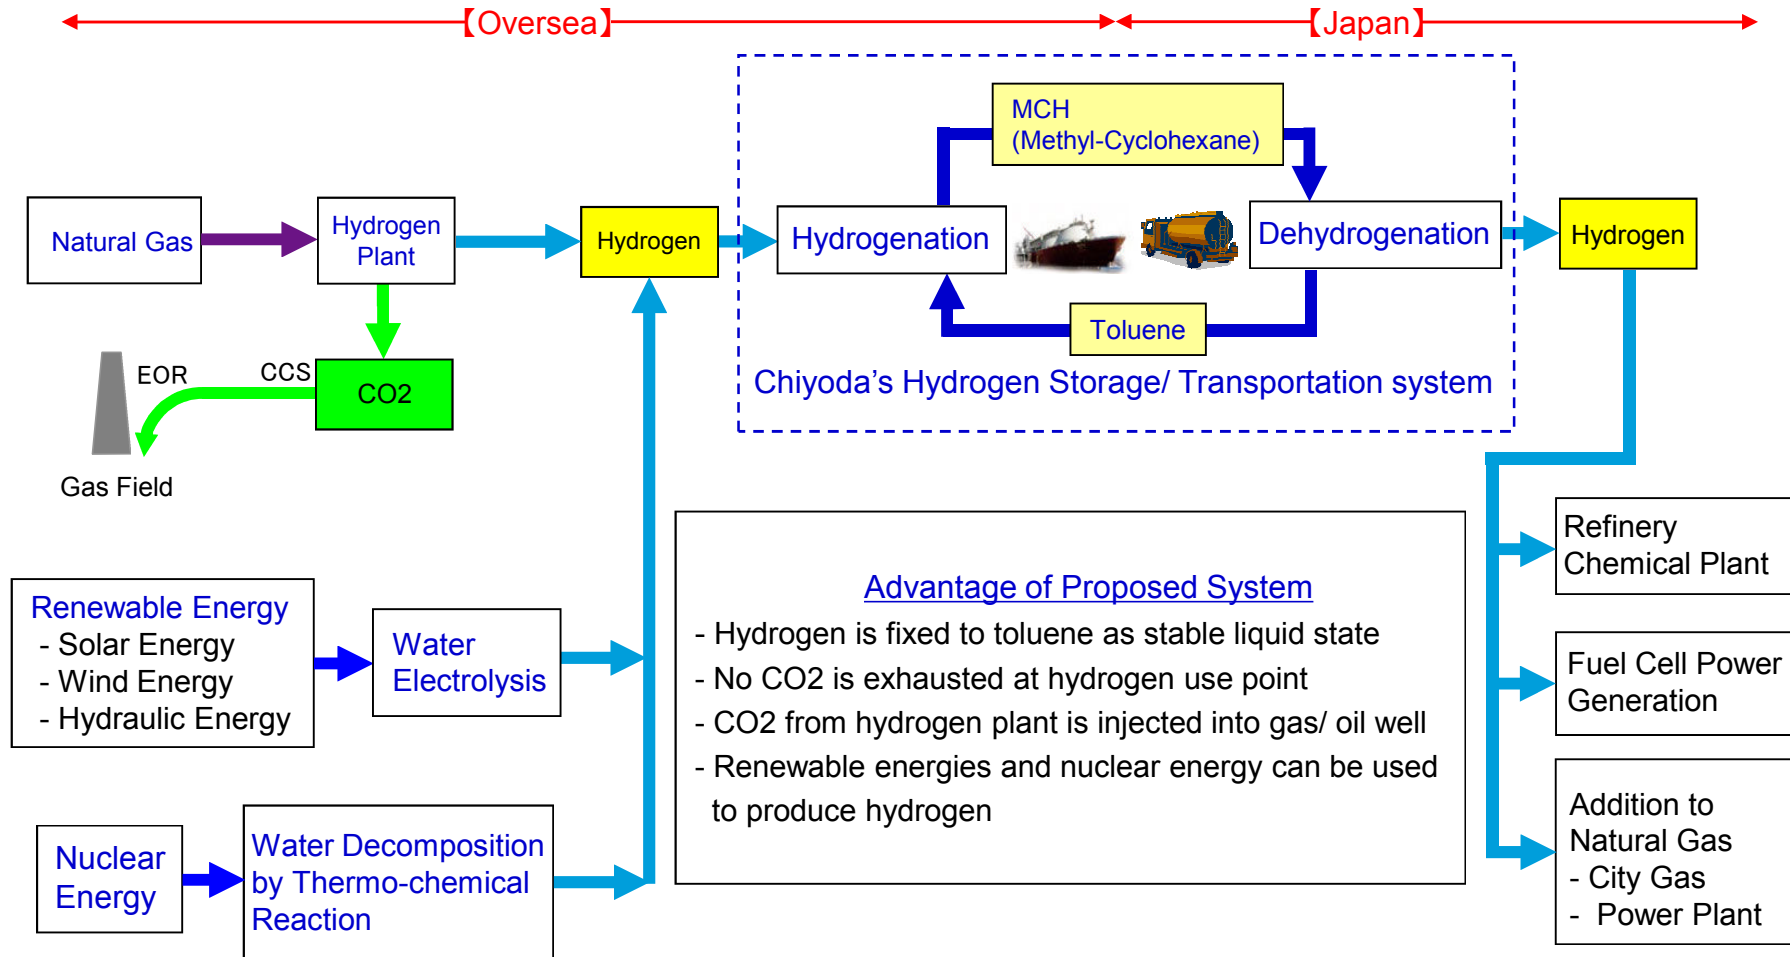 【Oversea】
【Japan】
MCH
(Methyl-Cyclohexane)
Natural Gas
Hydrogen
Plant
Hydrogen
Hydrogenation
Dehydrogenation
Hydrogen
Toluene
Chiyoda’s Hydrogen Storage/ Transportation system
EOR
CCS
CO2
Gas Field
Renewable Energy
- Solar Energy
- Wind Energy
- Hydraulic Energy
Water
Electrolysis
Nuclear
Energy
Water Decomposition
by Thermo-chemical
Reaction
Advantage of Proposed System
- Hydrogen is fixed to toluene as stable liquid state
- No CO2 is exhausted at hydrogen use point
- CO2 from hydrogen plant is injected into gas/ oil well
- Renewable energies and nuclear energy can be used
to produce hydrogen
Refinery
Chemical Plant
Fuel Cell Power
Generation
Addition to
Natural Gas
- City Gas
- Power Plant